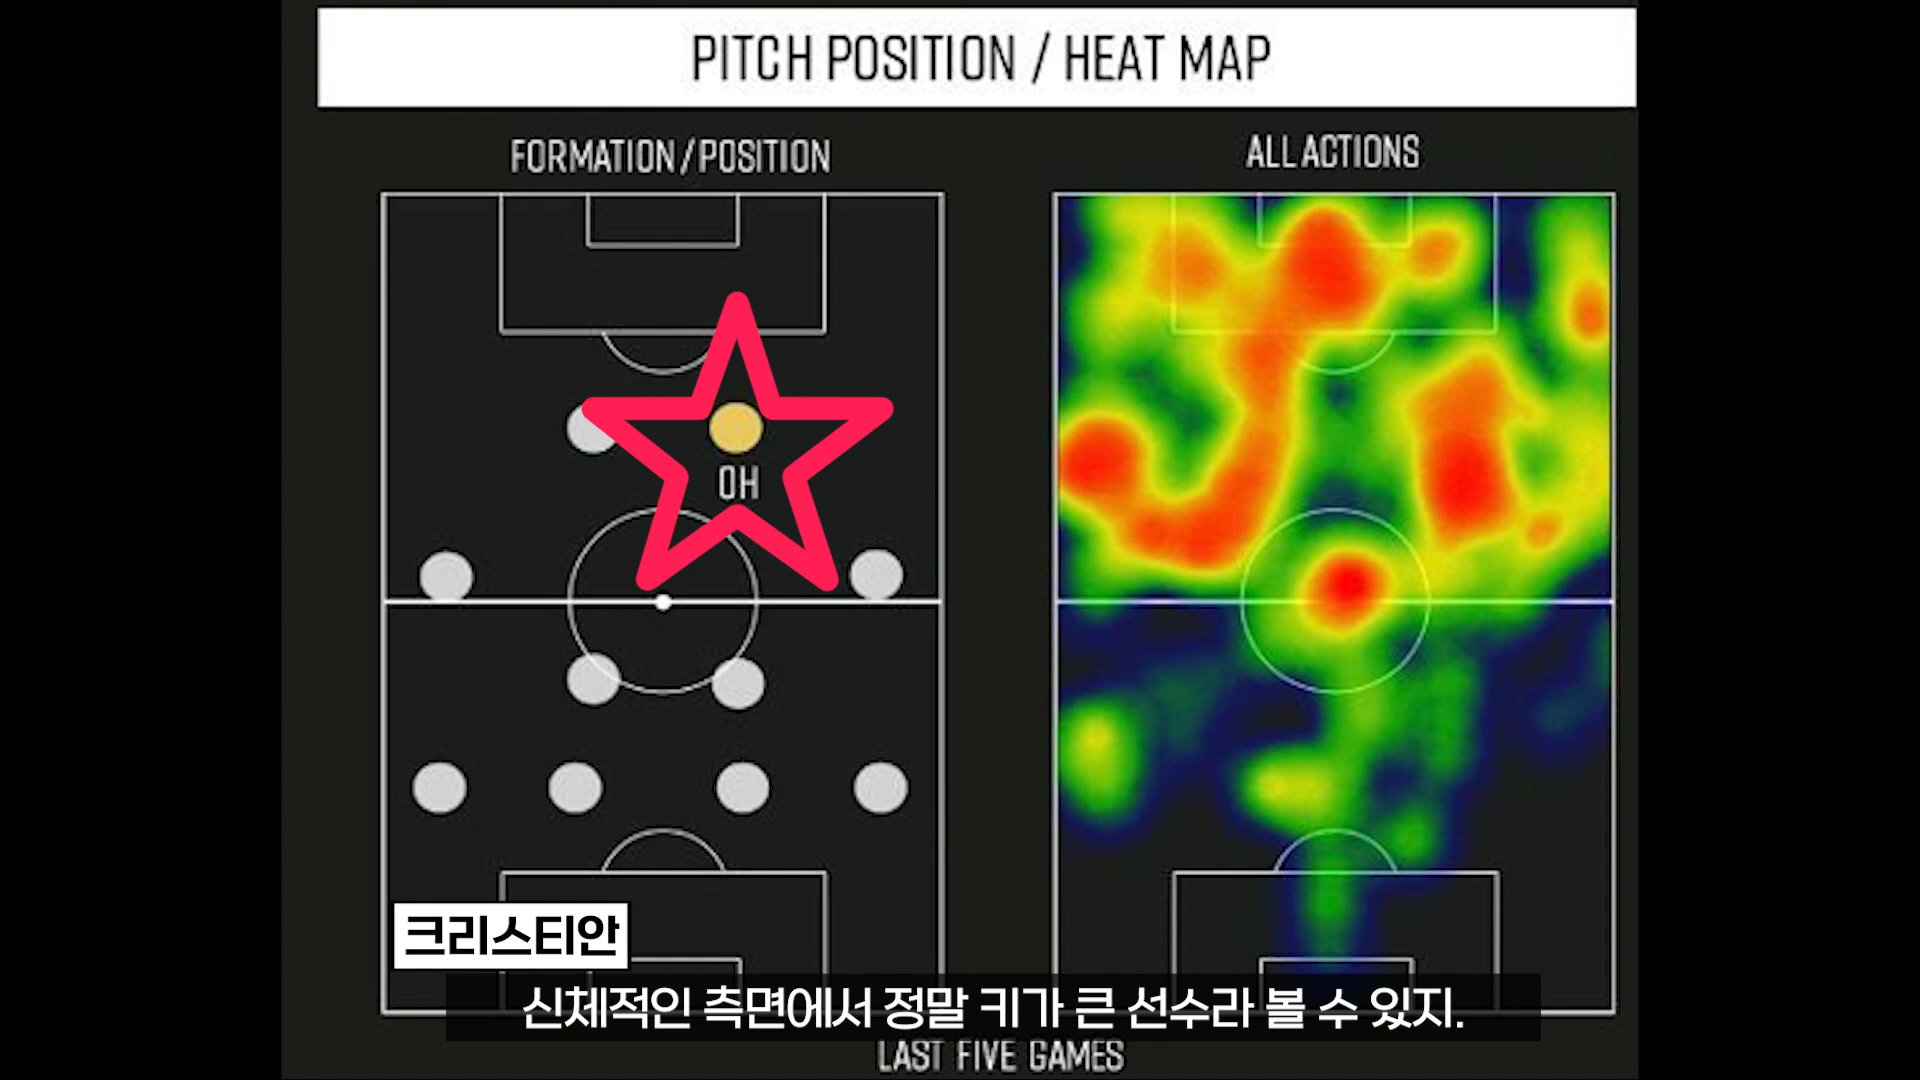 PITCH POSITION / HEAT MAP
FORMATION/POSITION
ALL ACTIONS
OH
크리스티안
신체적인 측면에서 정말 키가 큰 선수라 볼 수 있지.
LAST FIVE GAMES